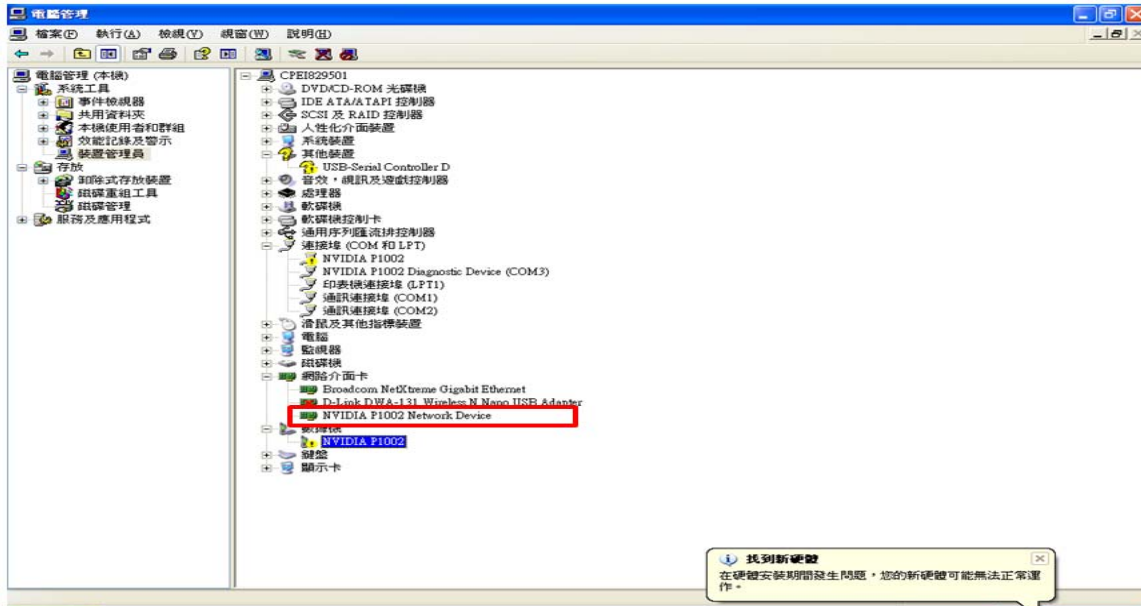 電腦管理
檔案(F) 執行(A) 檢視(V) 視窗(W) 說明(H)
電腦管理 (本機)
系統工具
事件檢視器
共用資料夾
本機使用者和群組
效能記錄及警示
裝置管理員
存放
卸除式存放裝置
磁碟重組工具
磁碟管理
服務及應用程式
CPEI829501
DVD/CD-ROM 光碟機
IDE ATA/ATAPI 控制器
SCSI 及 RAID 控制器
人性化介面裝置
系統裝置
其他裝置
USB-Serial Controller D
音效，視訊及遊戲控制器
處理器
軟碟機
軟碟機控制卡
通用序列匯流排控制器
連接埠 (COM 和 LPT)
NVIDIA P1002
NVIDIA P1002 Diagnostic Device (COM3)
印表機連接埠 (LPT1)
通訊連接埠 (COM1)
通訊連接埠 (COM2)
滑鼠及其他指標裝置
電腦
監視器
磁碟機
網路介面卡
Broadcom NetXtreme Gigabit Ethernet
D-Link DWA-131 Wireless N Nano USB Adapter
NVIDIA P1002 Network Device
數據機
NVIDIA P1002
鍵盤
顯示卡
找到新硬體
在硬體安裝期間發生問題，您的新硬體可能無法正常運
作。